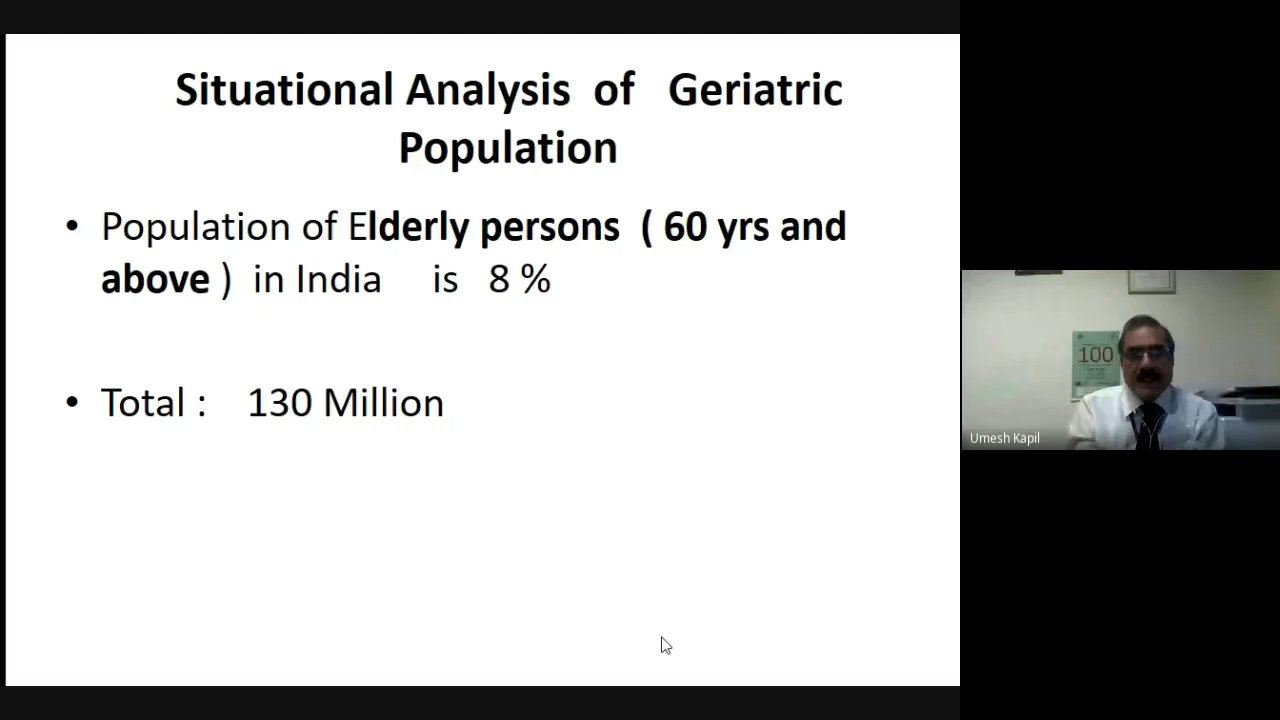 Situational Analysis of Geriatric
Population
• Population of Elderly persons ( 60 yrs and
above ) in India is 8 %
• Total : 130 Million
100
Umesh Kapil